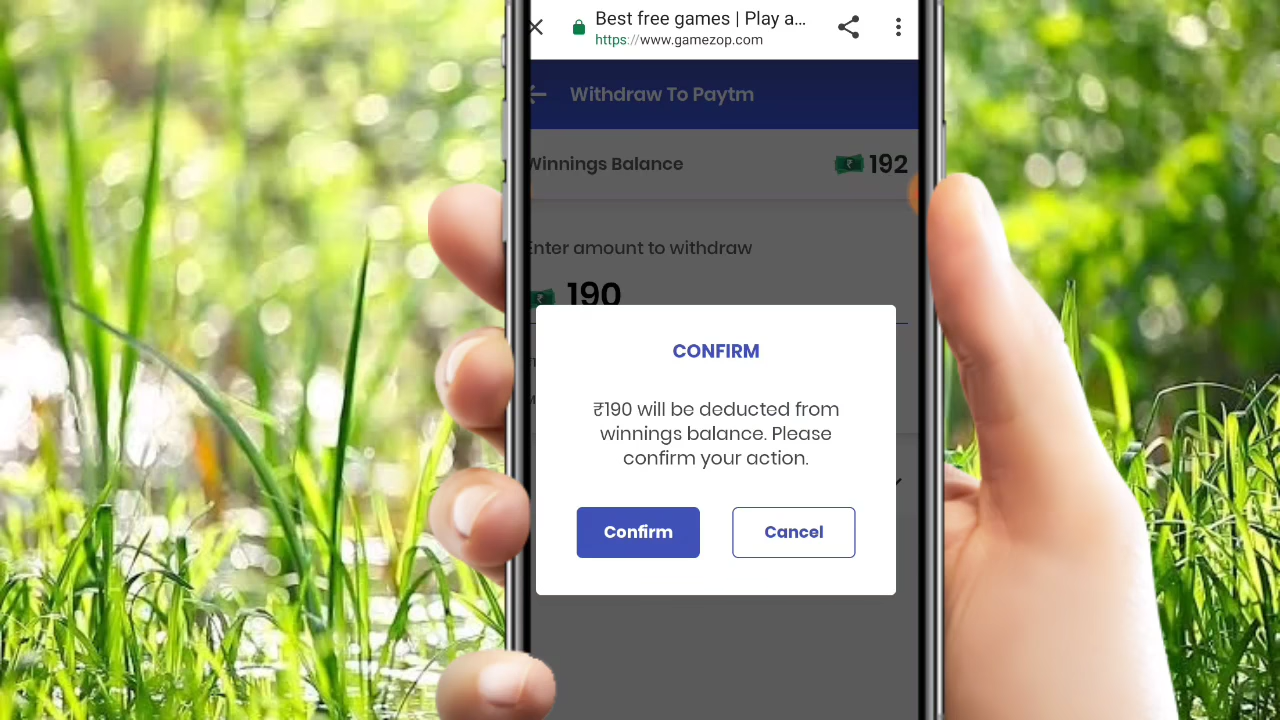 Best free games | Play a...
https://www.gamezop.com
Withdraw To Paytm
Winnings Balance
192
Enter amount to withdraw
190
CONFIRM
₹190 will be deducted from
winnings balance. Please
confirm your action.
Confirm
Cancel